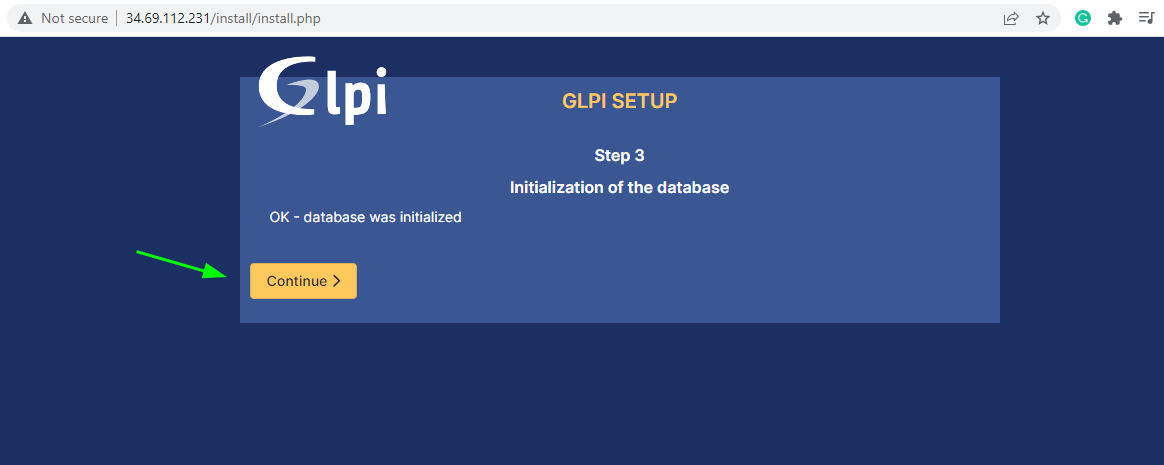 Not secure 34.69.112.231/install/install.php
Glpi
GLPI SETUP
Step 3
Initialization of the database
OK - database was initialized
Continue